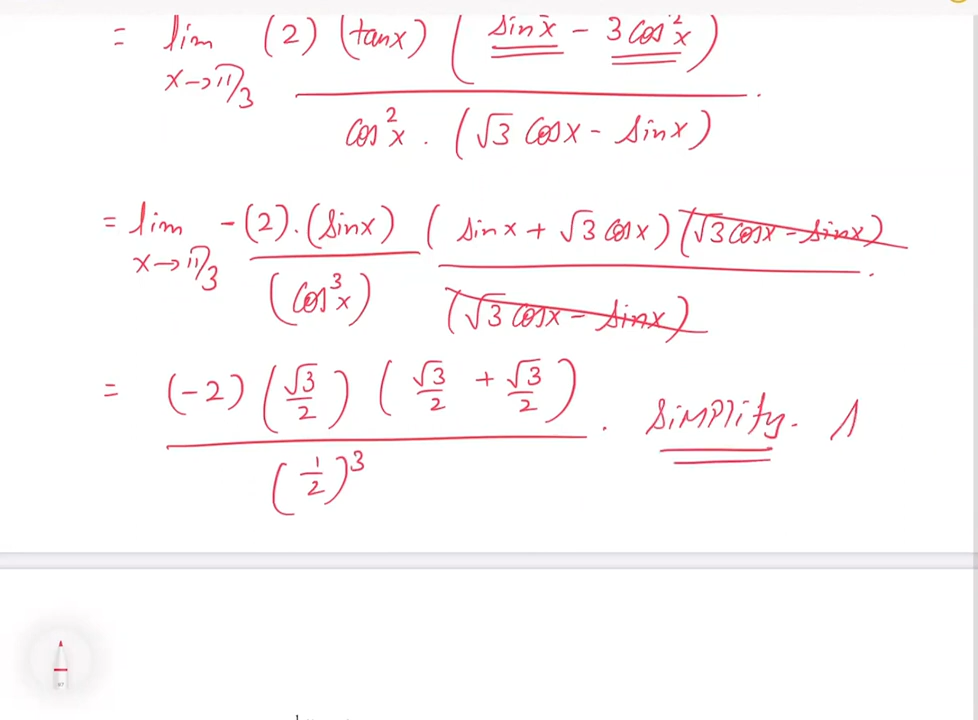 = lim (2) (tanx) ( sin²x - 3 cos²x )
x→π/3 cos²x . (√3 cosx - sinx)
= lim -(2).(sinx) ( sinx + √3 cosx ) (√3 cosx - sinx) .
x→π/3 (cos³x) (√3 cosx - sinx)
= (-2) (√3/2) ( √3/2 + √3/2 ) . Simplify.
(1/2)³